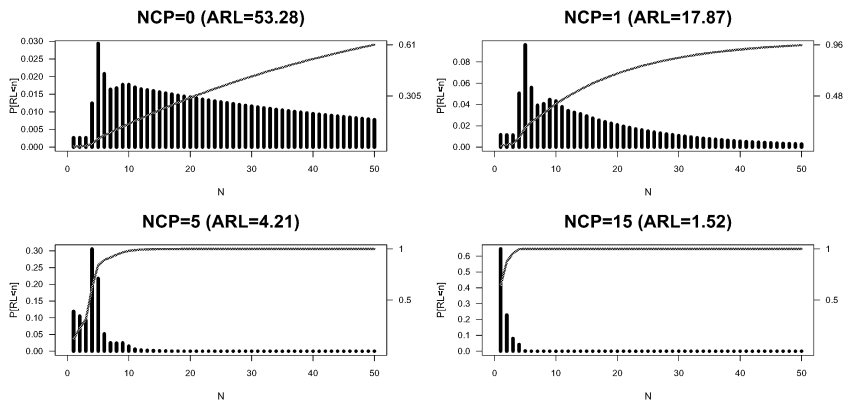 NCP=0 (ARL=53.28)
0.030
0.025
0.020
0.015
0.010
0.005
0.000
P[RL<n]
0.61
0.305
0 10 20 30 40 50
N
NCP=1 (ARL=17.87)
0.08
0.06
0.04
0.02
0.00
P[RL<n]
0.96
0.48
0 10 20 30 40 50
N
NCP=5 (ARL=4.21)
0.30
0.25
0.20
0.15
0.10
0.05
0.00
P[RL<n]
1
0.5
0 10 20 30 40 50
N
NCP=15 (ARL=1.52)
0.6
0.5
0.4
0.3
0.2
0.1
0.0
P[RL<n]
1
0.5
0 10 20 30 40 50
N